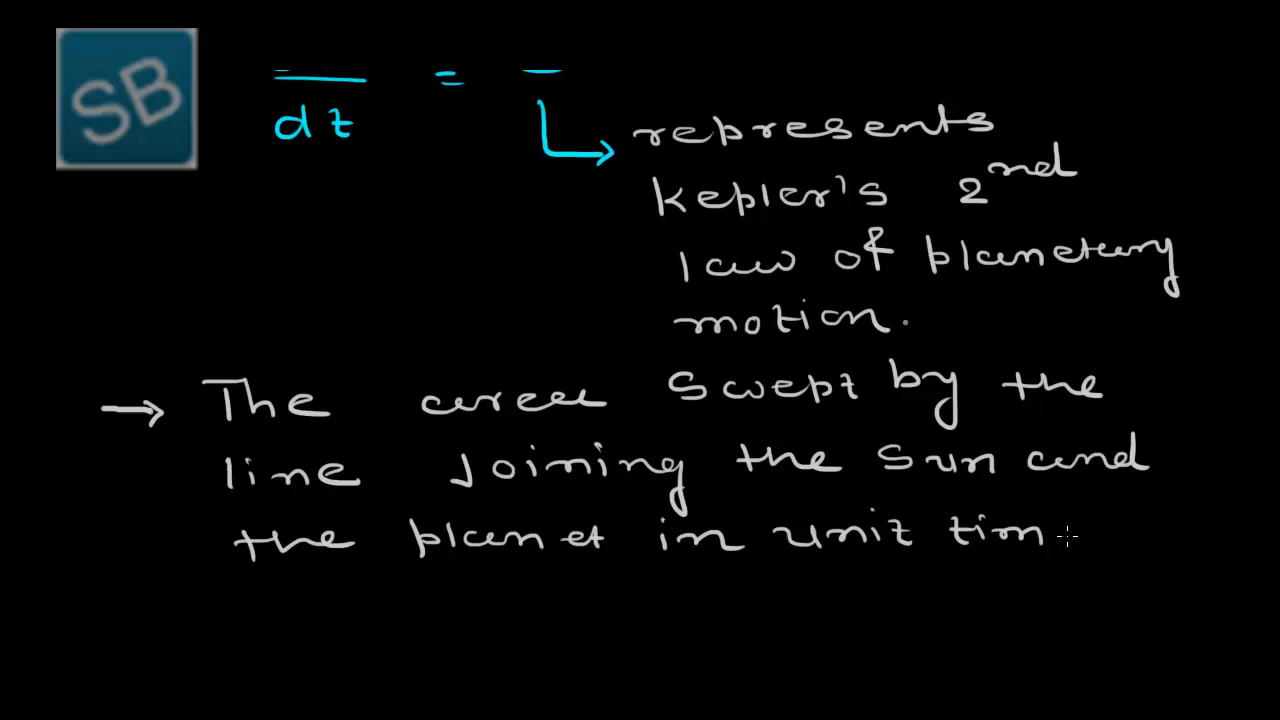 SB
dt =
represents
Kepler's 2nd
law of planetary
motion.
→ The area swept by the
line Joining the sun and
the planet in unit tim